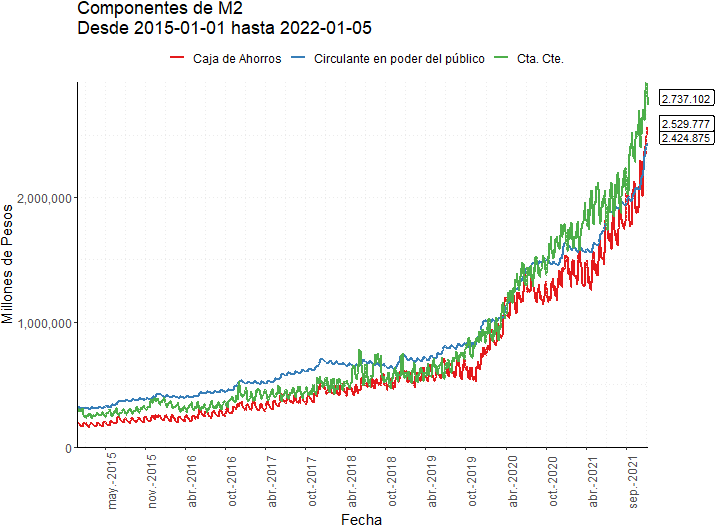 Componentes de M2
Desde 2015-01-01 hasta 2022-01-05
Caja de Ahorros Circulante en poder del público Cta. Cte.
2.737.102
2.529.777
2.424.875
2,000,000
1,000,000
0
Millones de Pesos
may.-2015 nov.-2015 abr.-2016 oct.-2016 abr.-2017 oct.-2017 abr.-2018 oct.-2018 abr.-2019 oct.-2019 abr.-2020 oct.-2020 abr.-2021 sep.-2021
Fecha